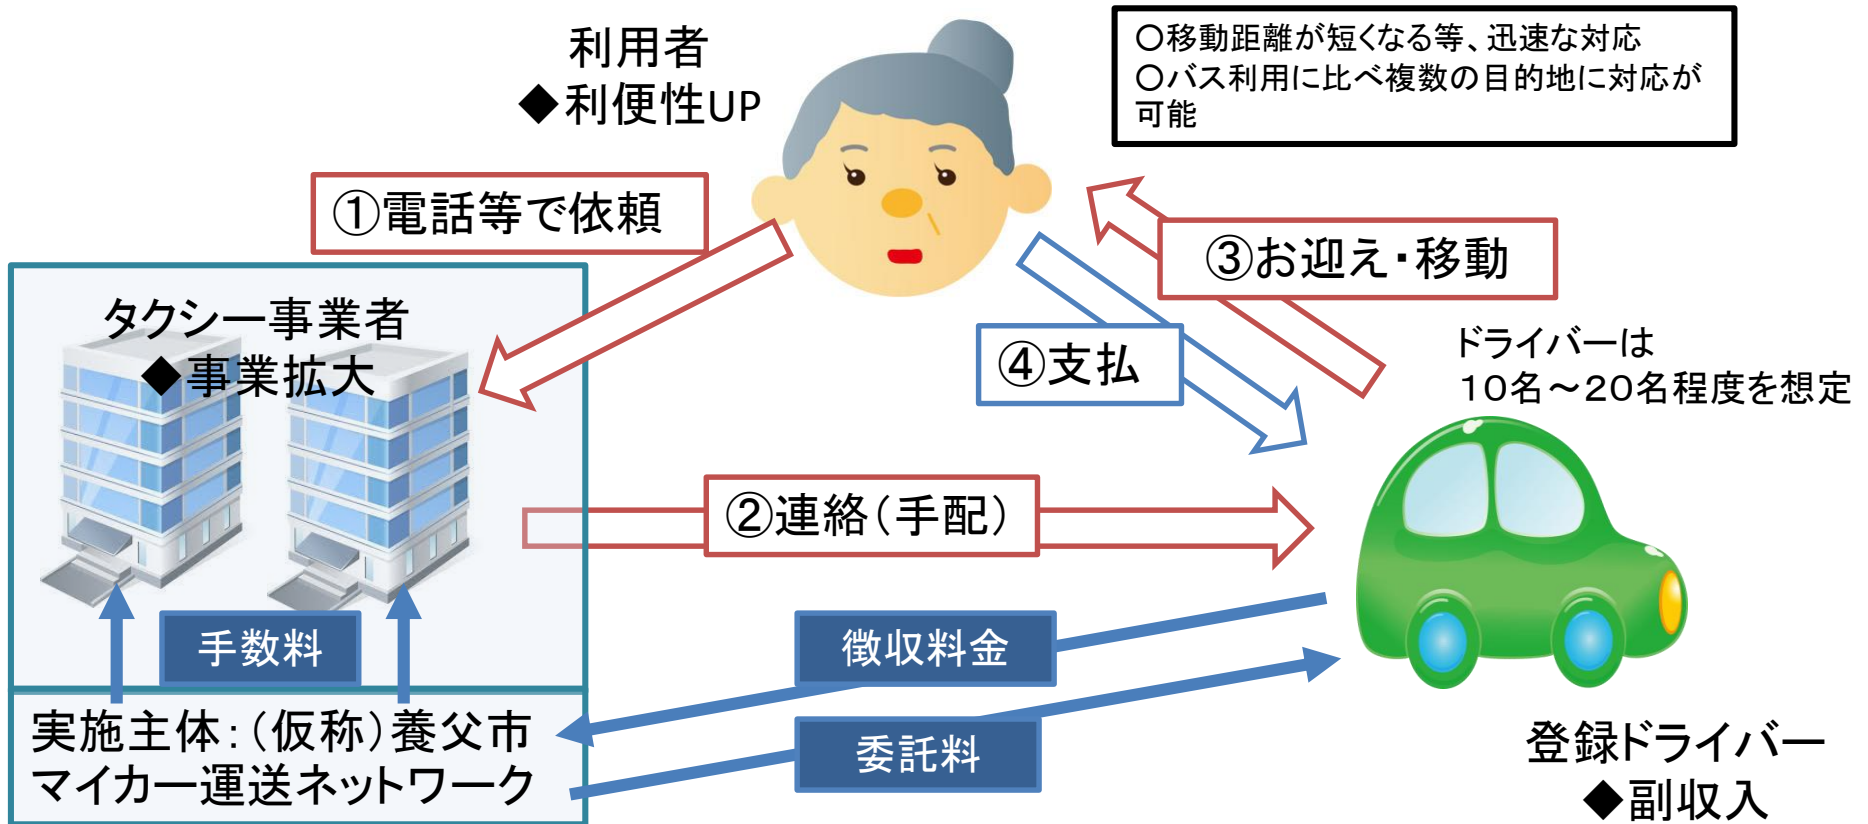 利用者
◆利便性UP
○移動距離が短くなる等、迅速な対応
○バス利用に比べ複数の目的地に対応が
可能
①電話等で依頼
③お迎え・移動
タクシー事業者
◆事業拡大
④支払
ドライバーは
10名～20名程度を想定
②連絡(手配)
手数料
徴収料金
実施主体:(仮称)養父市
マイカー運送ネットワーク
委託料
登録ドライバー
◆副収入